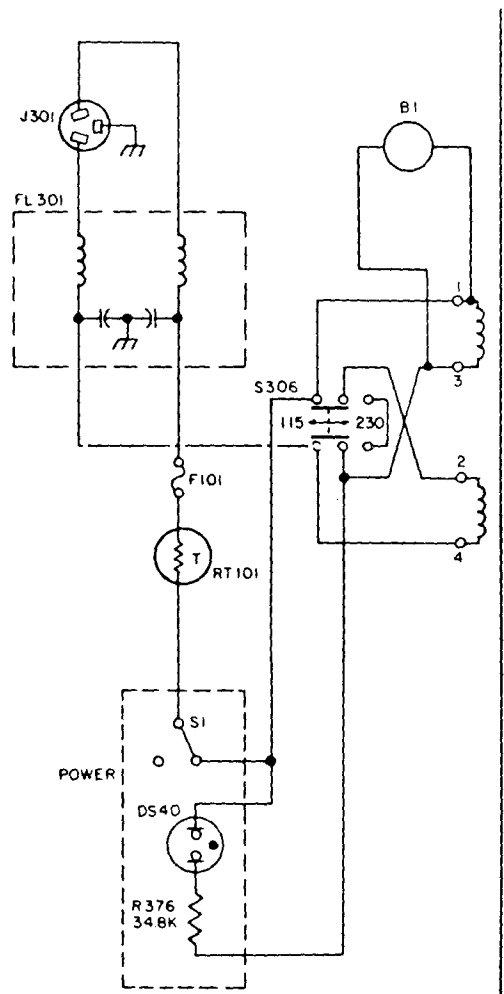 J301
B1
FL301
1
3
S306
115
230
2
F101
4
T
RT101
S1
POWER
DS40
R376
34.8K